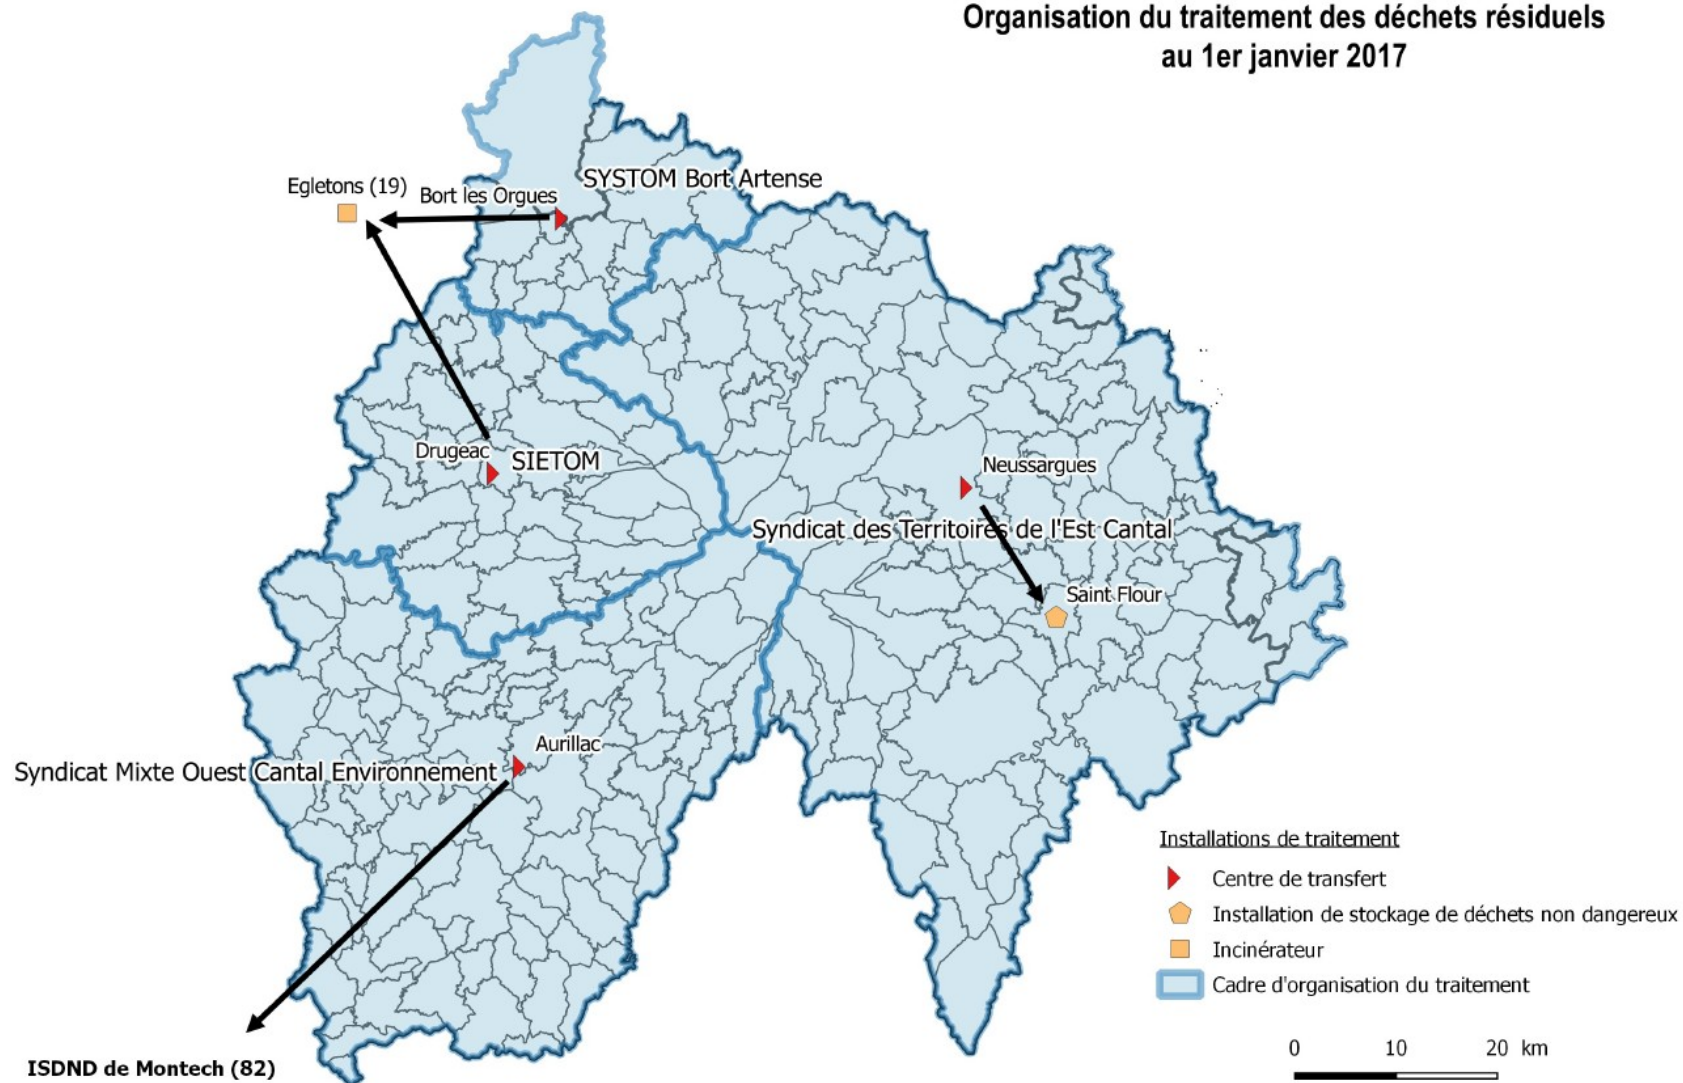 Organisation du traitement des déchets résiduels
au 1er janvier 2017
SYSTOM Bort Artense
Egletons (19)
Bort les Orgues
Drugeac
SIETOM
Neussargues
Syndicat des Territoires de l'Est Cantal
Saint Flour
Aurillac
Syndicat Mixte Ouest Cantal Environnement
ISDND de Montech (82)
Installations de traitement
Centre de transfert
Installation de stockage de déchets non dangereux
Incinérateur
Cadre d'organisation du traitement
0 10 20 km